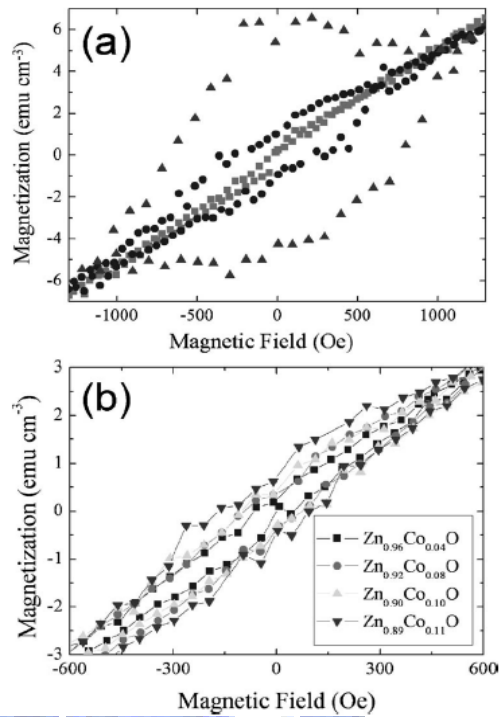 (a)
Magnetization (emu cm⁻³)
6
4
2
0
-2
-4
-6
-1000 -500 0 500 1000
Magnetic Field (Oe)
(b)
Magnetization (emu cm⁻³)
3
2
1
0
-1
-2
-3
Zn₀.₉₆Co₀.₀₄O
Zn₀.₉₂Co₀.₀₈O
Zn₀.₉₀Co₀.₁₀O
Zn₀.₈₉Co₀.₁₁O
-600 -300 0 300 600
Magnetic Field (Oe)